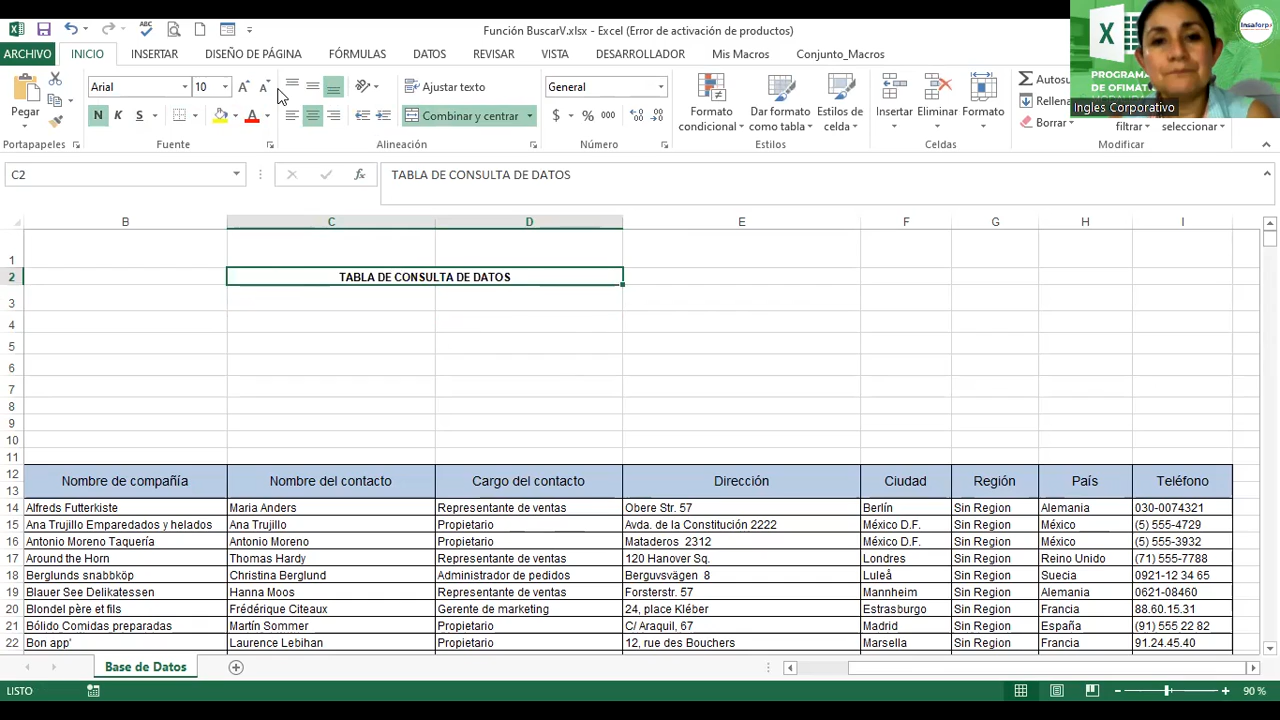 Función BuscarV.xlsx - Excel (Error de activación de productos)
ARCHIVO INICIO INSERTAR DISEÑO DE PÁGINA FÓRMULAS DATOS REVISAR VISTA DESARROLLADOR Mis Macros Conjunto_Macros
PROGRAMA
DE OFIMÁT
Ingles Corporativo
Insaforp
Pegar
Portapapeles
Arial 10
N K S
Fuente
Ajustar texto
Combinar y centrar
Alineación
General
$ % 000
Número
Formato condicional
Dar formato como tabla
Estilos de celda
Estilos
Insertar Eliminar Formato
Celdas
Autosu
Rellena
Borrar
filtrar seleccionar
Modificar
C2 fx TABLA DE CONSULTA DE DATOS
B C D E F G H I
1
2 TABLA DE CONSULTA DE DATOS
3
4
5
6
7
8
9
10
11
12 Nombre de compañía Nombre del contacto Cargo del contacto Dirección Ciudad Región País Teléfono
13
14 Alfreds Futterkiste Maria Anders Representante de ventas Obere Str. 57 Berlín Sin Region Alemania 030-0074321
15 Ana Trujillo Emparedados y helados Ana Trujillo Propietario Avda. de la Constitución 2222 México D.F. Sin Region México (5) 555-4729
16 Antonio Moreno Taquería Antonio Moreno Propietario Mataderos 2312 México D.F. Sin Region México (5) 555-3932
17 Around the Horn Thomas Hardy Representante de ventas 120 Hanover Sq. Londres Sin Region Reino Unido (71) 555-7788
18 Berglunds snabbköp Christina Berglund Administrador de pedidos Berguvsvägen 8 Luleå Sin Region Suecia 0921-12 34 65
19 Blauer See Delikatessen Hanna Moos Representante de ventas Forsterstr. 57 Mannheim Sin Region Alemania 0621-08460
20 Blondel père et fils Frédérique Citeaux Gerente de marketing 24, place Kléber Estrasburgo Sin Region Francia 88.60.15.31
21 Bólido Comidas preparadas Martín Sommer Propietario C/ Araquil, 67 Madrid Sin Region España (91) 555 22 82
22 Bon app' Laurence Lebihan Propietario 12, rue des Bouchers Marsella Sin Region Francia 91.24.45.40
Base de Datos
LISTO 90 %